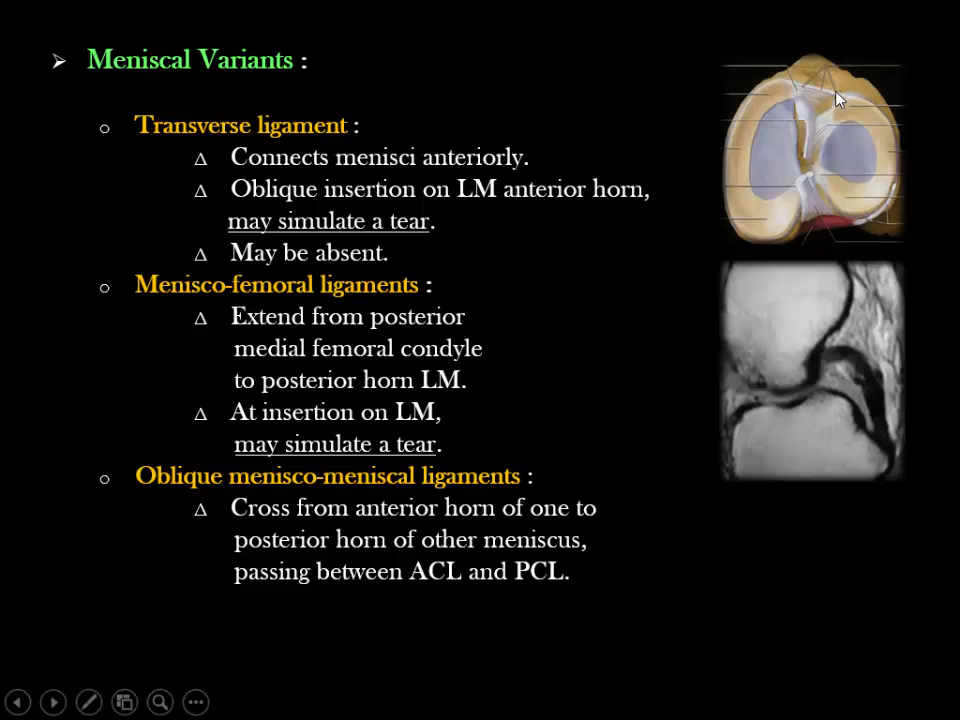 Meniscal Variants :
Transverse ligament :
Connects menisci anteriorly.
Oblique insertion on LM anterior horn,
may simulate a tear.
May be absent.
Menisco-femoral ligaments :
Extend from posterior
medial femoral condyle
to posterior horn LM.
At insertion on LM,
may simulate a tear.
Oblique menisco-meniscal ligaments :
Cross from anterior horn of one to
posterior horn of other meniscus,
passing between ACL and PCL.